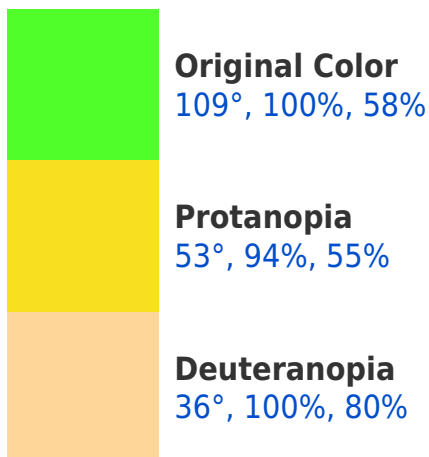 Original Color
109°, 100%, 58%
Protanopia
53°, 94%, 55%
Deuteranopia
36°, 100%, 80%